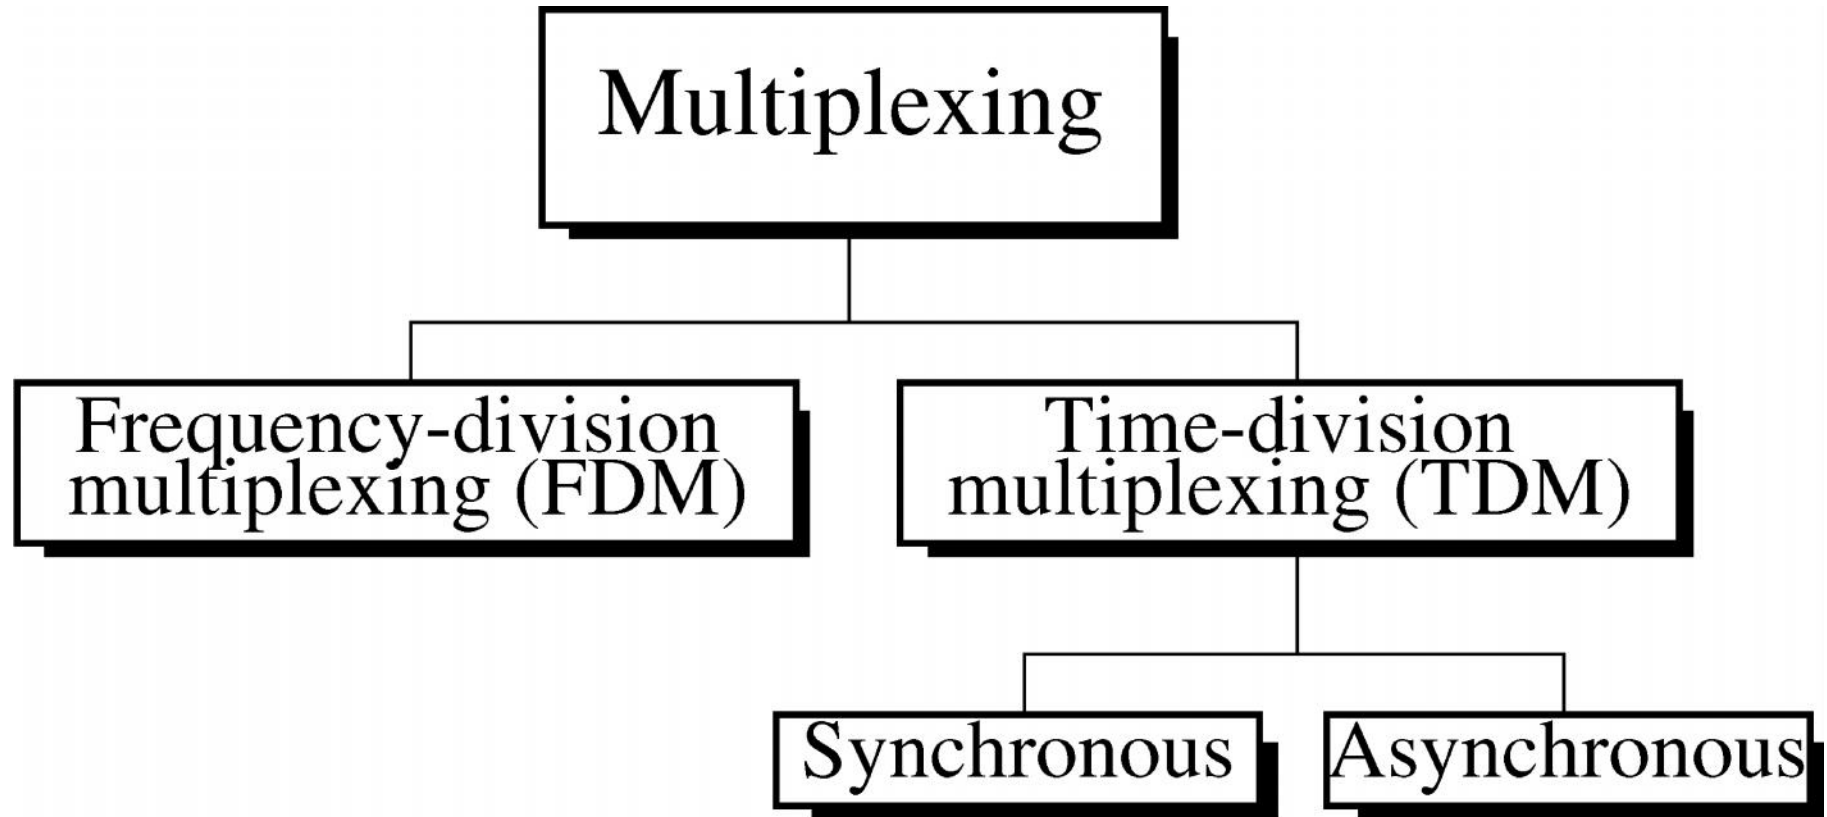 Multiplexing
Frequency-division
multiplexing (FDM)
Time-division
multiplexing (TDM)
Synchronous
Asynchronous